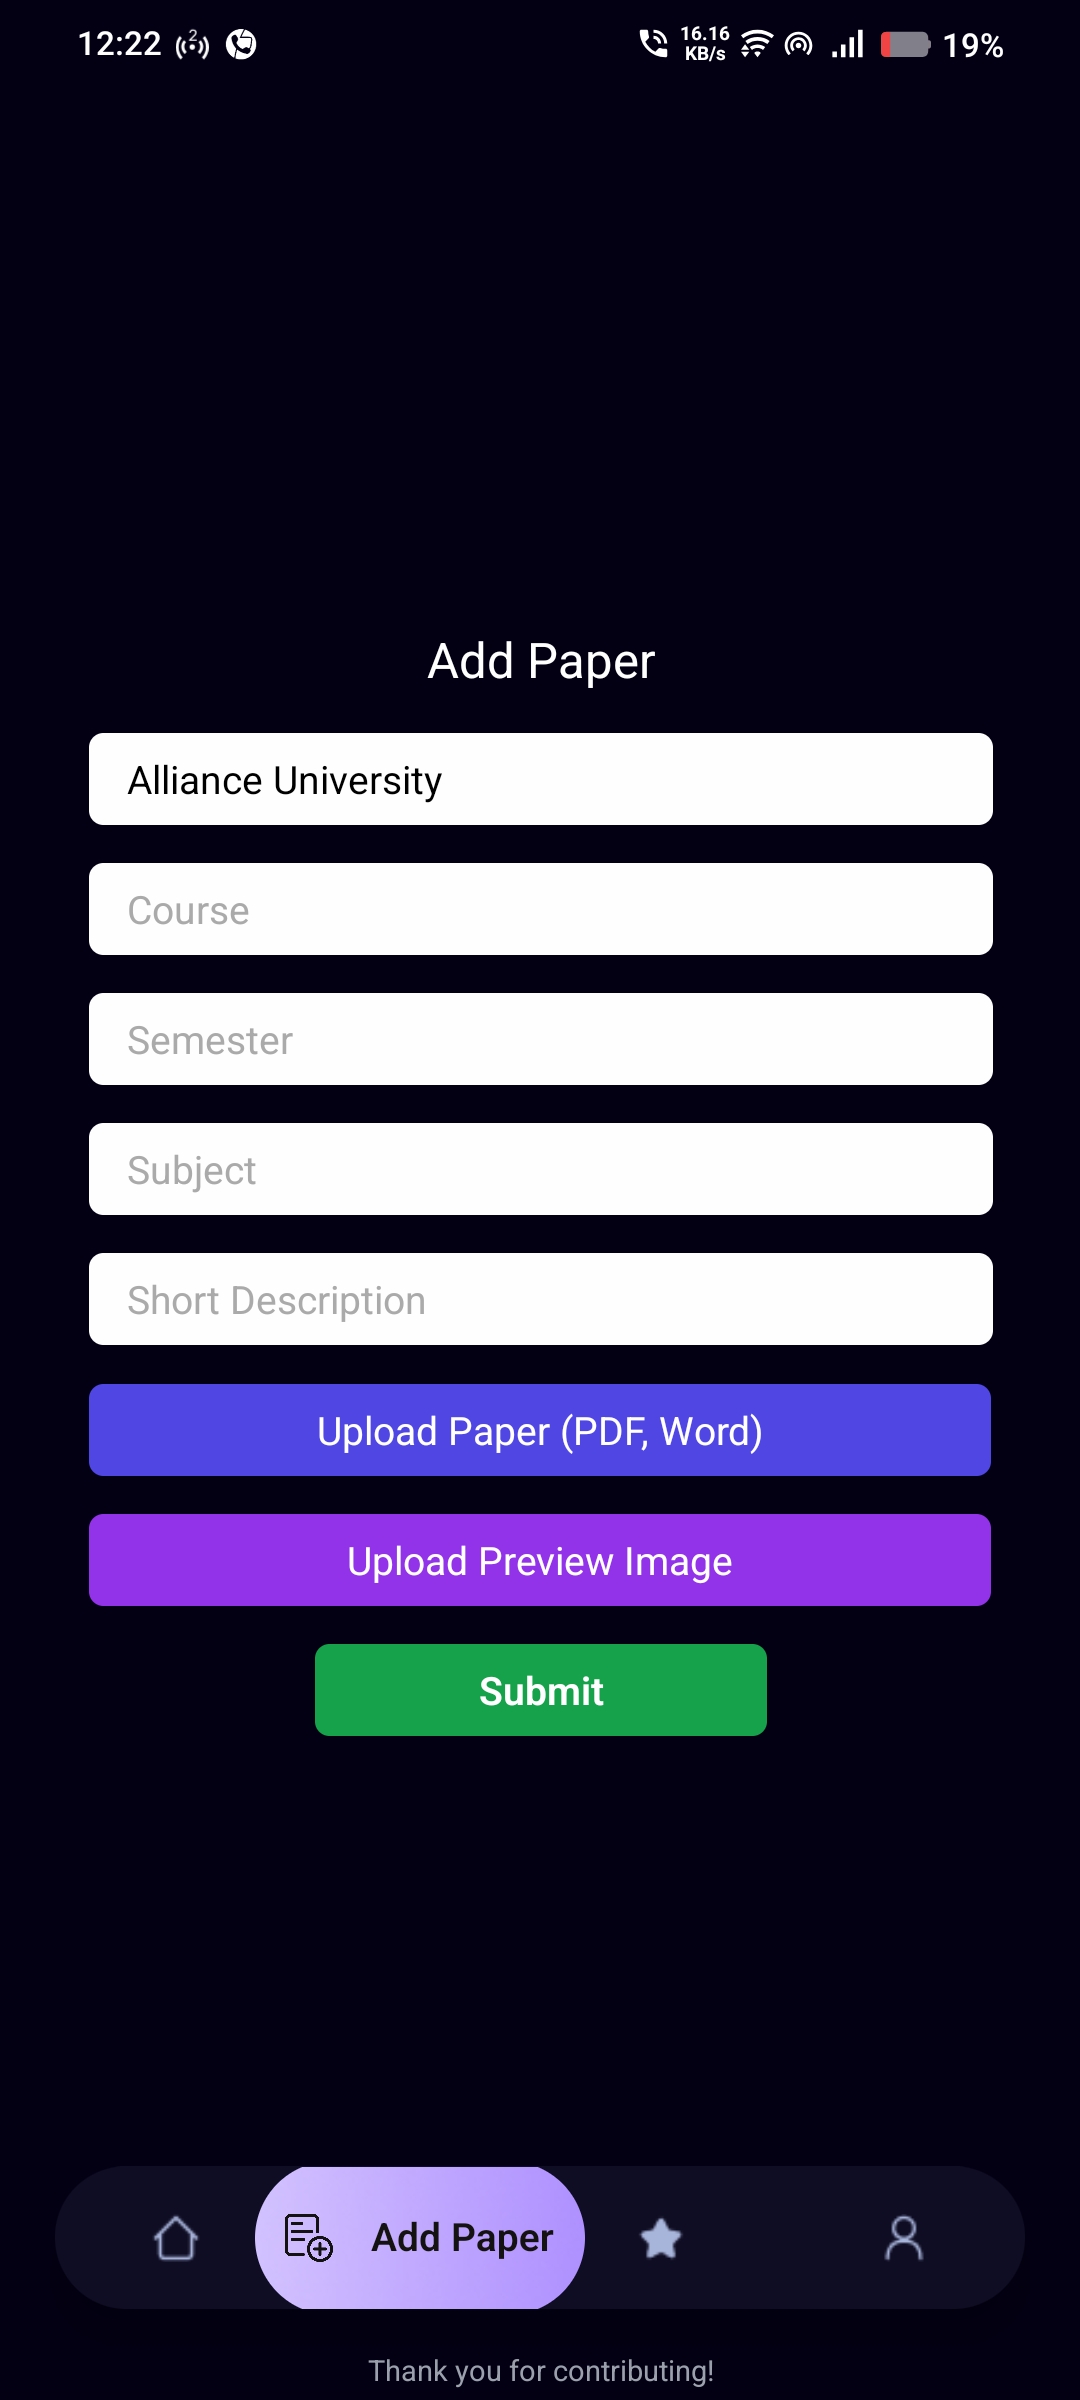 12:22 2 16.16 KB/s 19%
Add Paper
Alliance University
Course
Semester
Subject
Short Description
Upload Paper (PDF, Word)
Upload Preview Image
Submit
Add Paper
Thank you for contributing!